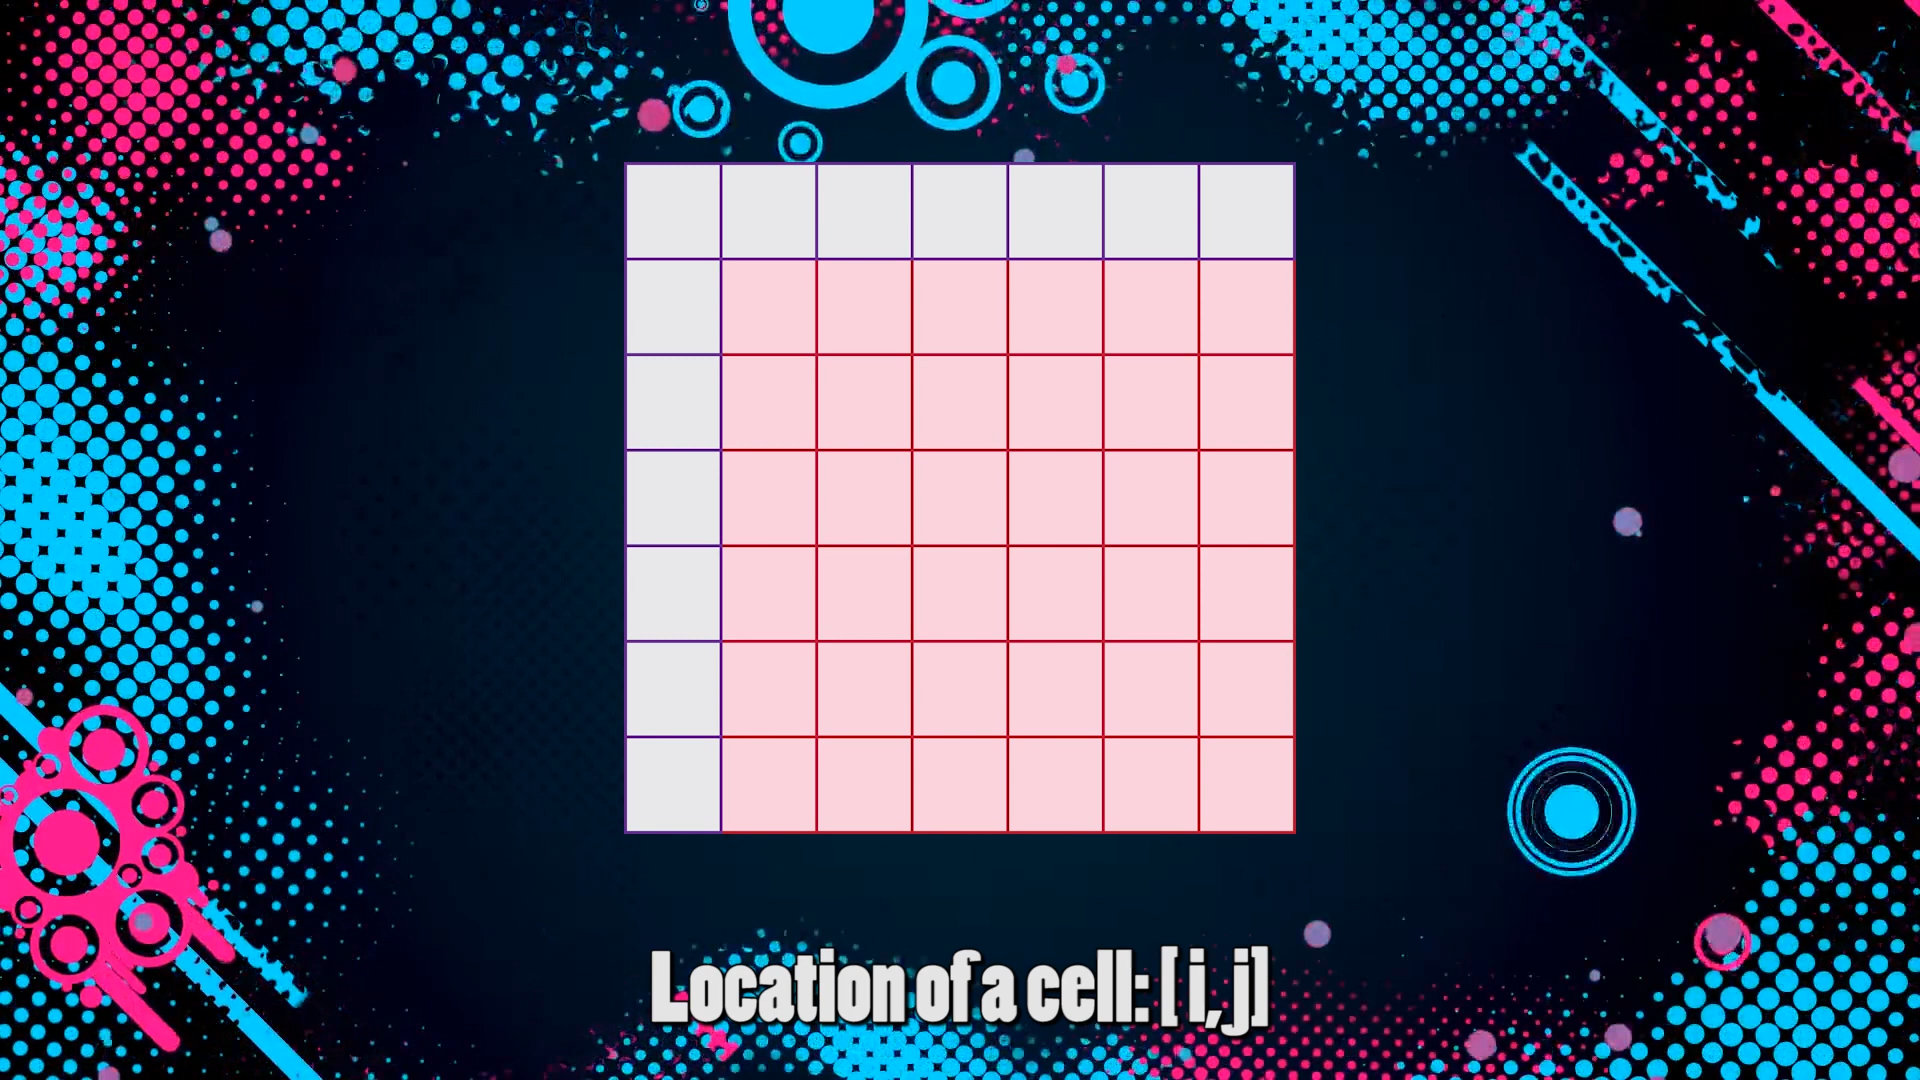 Location of a cell: [ i, j]